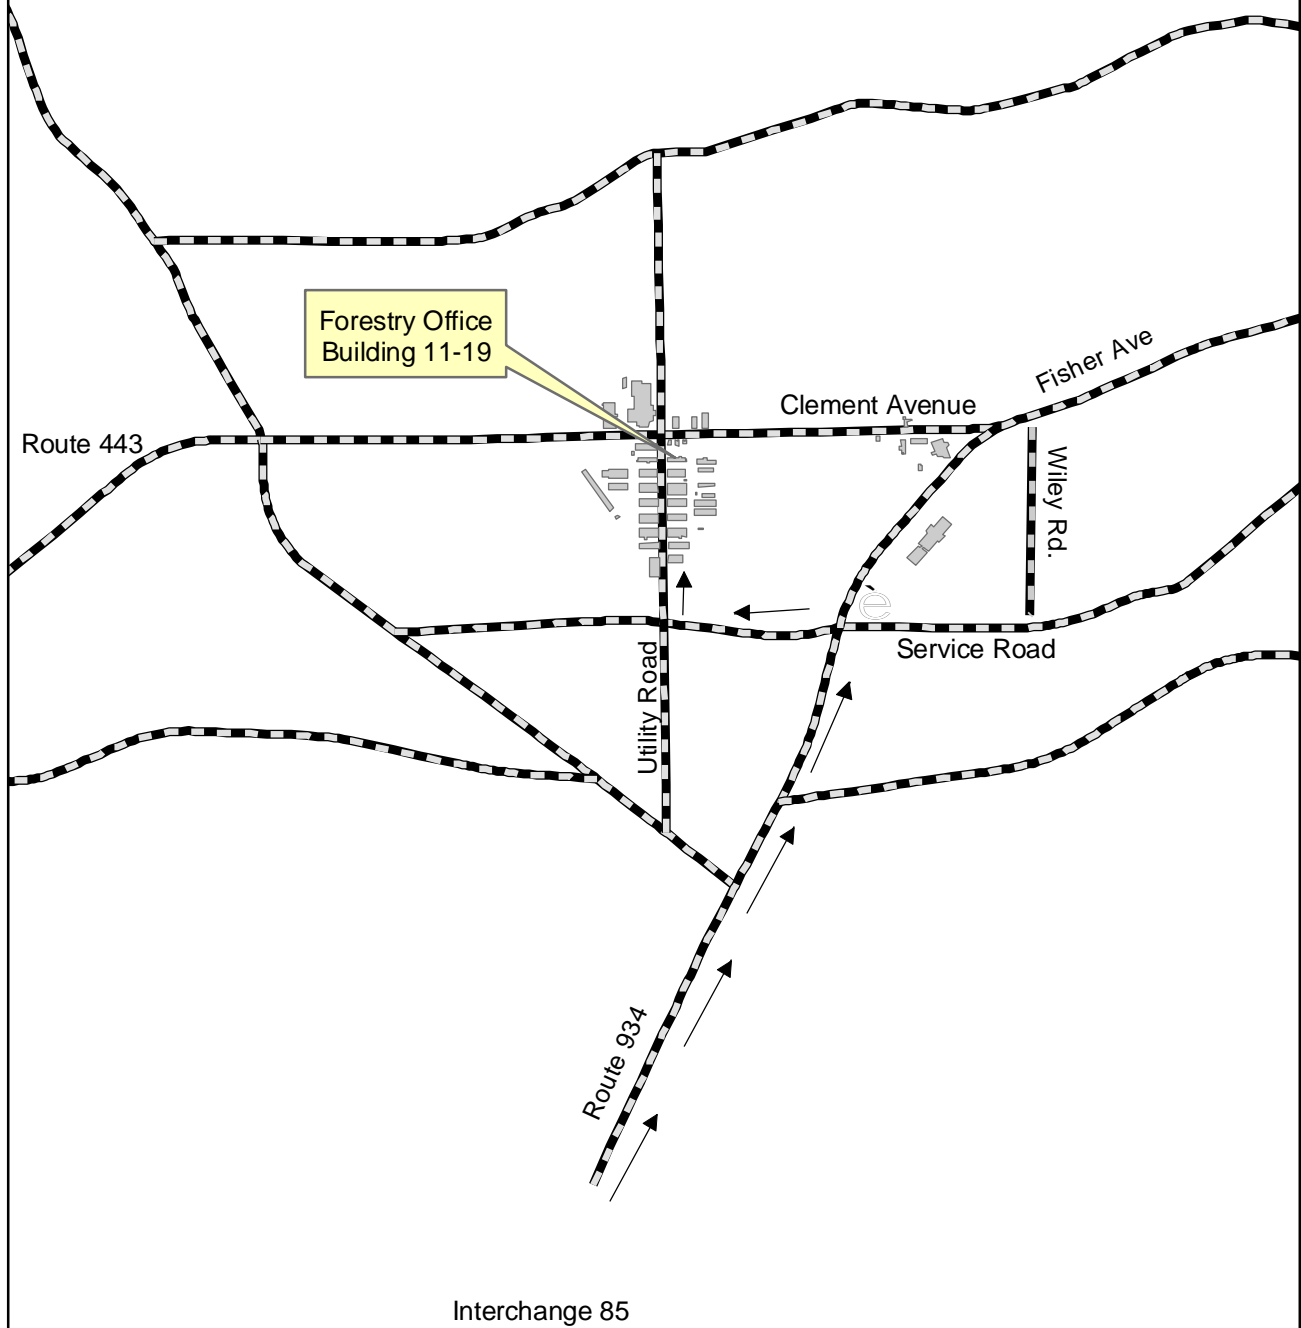 Forestry Office
Building 11-19
Fisher Ave
Clement Avenue
Route 443
Wiley Rd.
e
Service Road
Utility Road
Route 934
Interchange 85